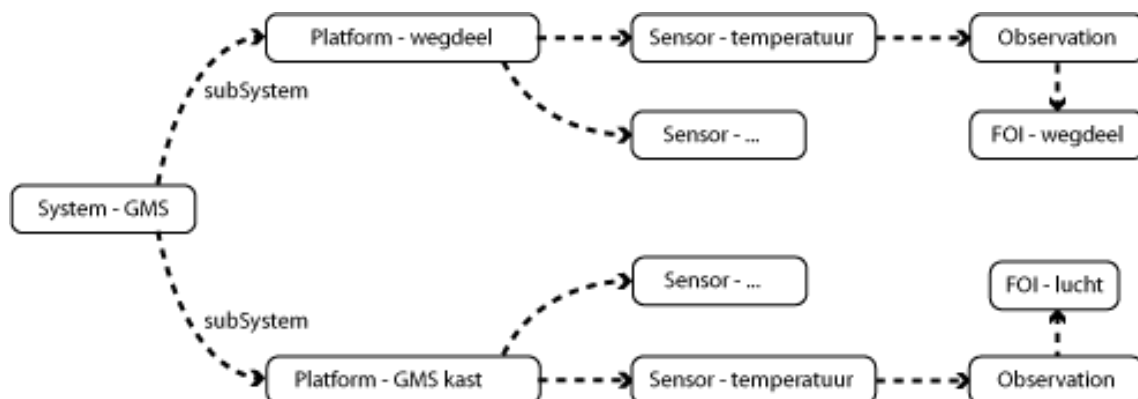 Platform - wegdeel
Sensor - temperatuur
Observation
subSystem
Sensor - ...
FOI - wegdeel
System - GMS
Sensor - ...
FOI - lucht
subSystem
Platform - GMS kast
Sensor - temperatuur
Observation